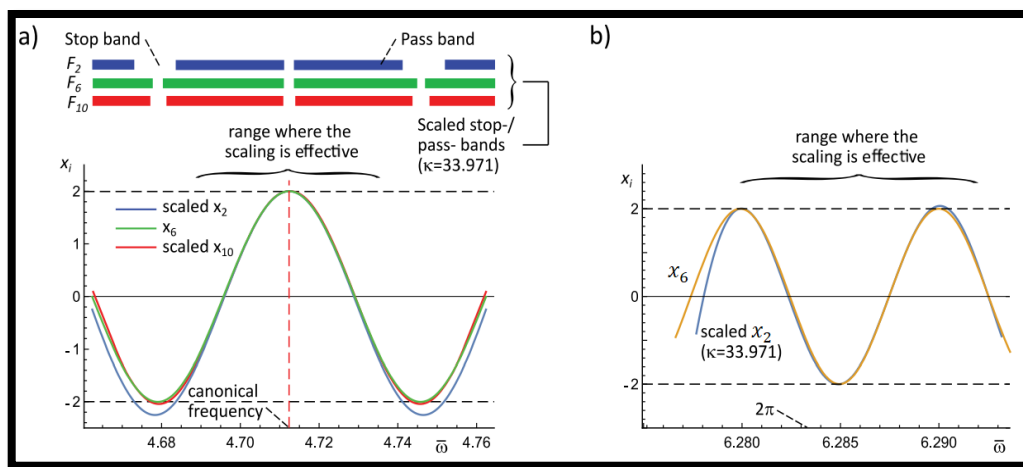 a)
Stop band
Pass band
F2
F6
F10
Scaled stop-/
pass- bands
(κ=33.971)
range where the
scaling is effective
xi
2
scaled x2
x6
scaled x10
0
-1
-2
canonical
frequency
4.68
4.70
4.72
4.74
4.76
ω̅
b)
range where the
scaling is effective
xi
2
x6
0
scaled x2
(κ=33.971)
-2
2π
6.280
6.285
6.290
ω̅